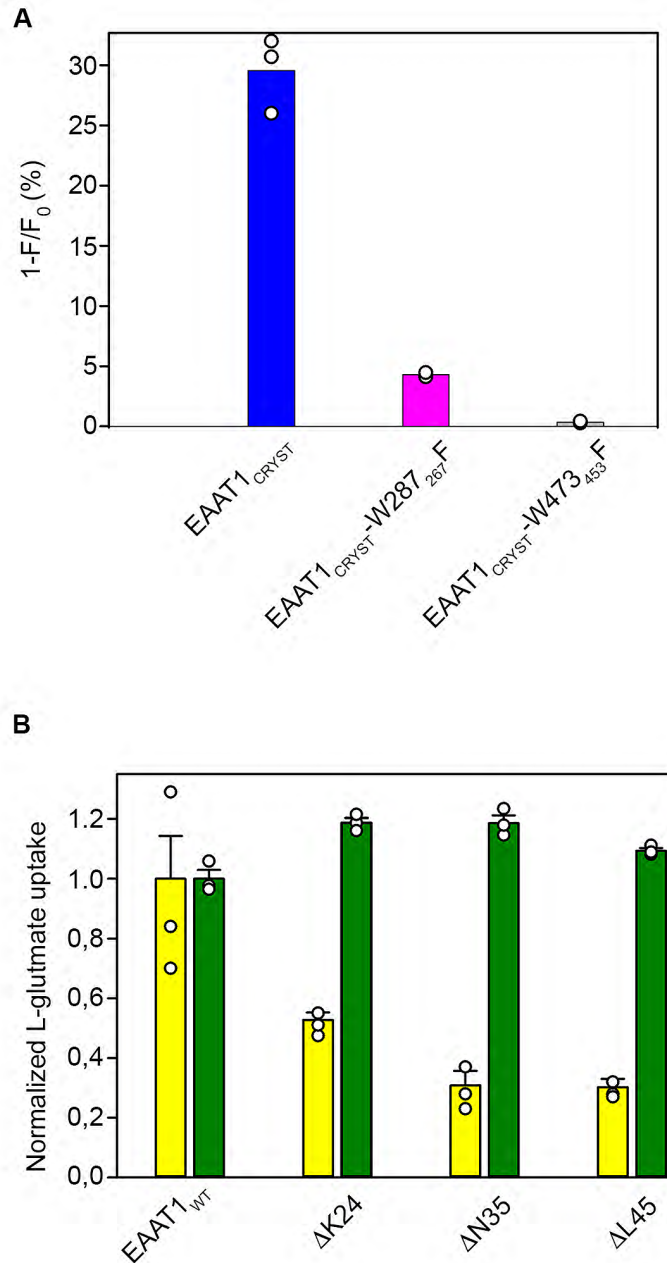 A
1-F/F0 (%)
30
25
20
15
10
5
0
EAAT1CRYST
EAAT1CRYST-W287267F
EAAT1CRYST-W473453F
B
Normalized L-glutmate uptake
1.2
1.0
0,8
0,6
0,4
0,2
0,0
EAAT1WT
ΔK24
ΔN35
ΔL45